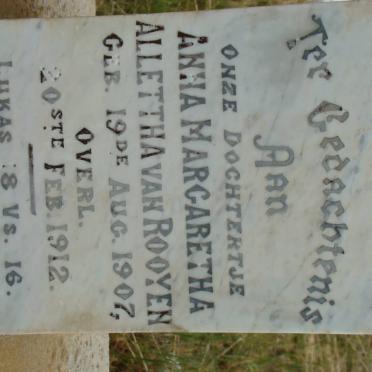 Ter Gedachtenis
Aan
Onze Dochtertje
Anna Margaretha
Allettha van Rooyen
Geb. 19de Aug. 1907,
Overl.
20ste Feb. 1912.
Lukas 8 Vs. 16.